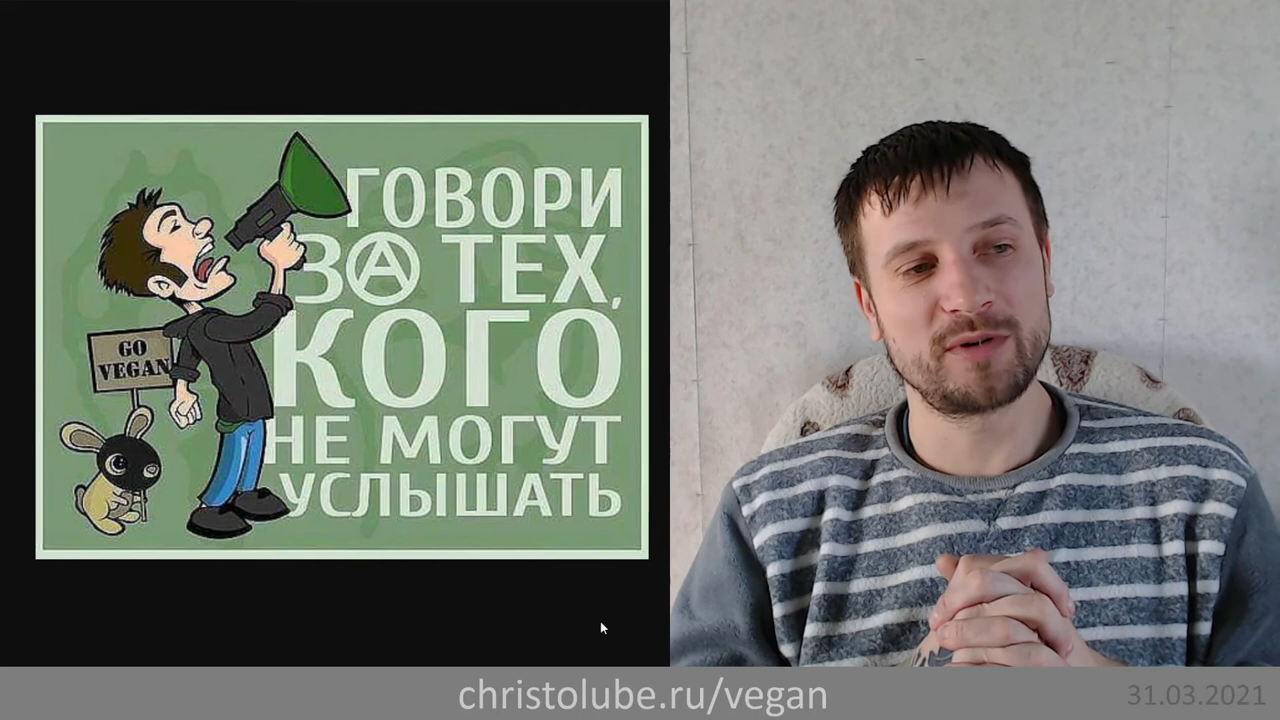 ГОВОРИ
ЗА ТЕХ,
КОГО
НЕ МОГУТ
УСЛЫШАТЬ
GO
VEGAN
christolube.ru/vegan
31.03.2021